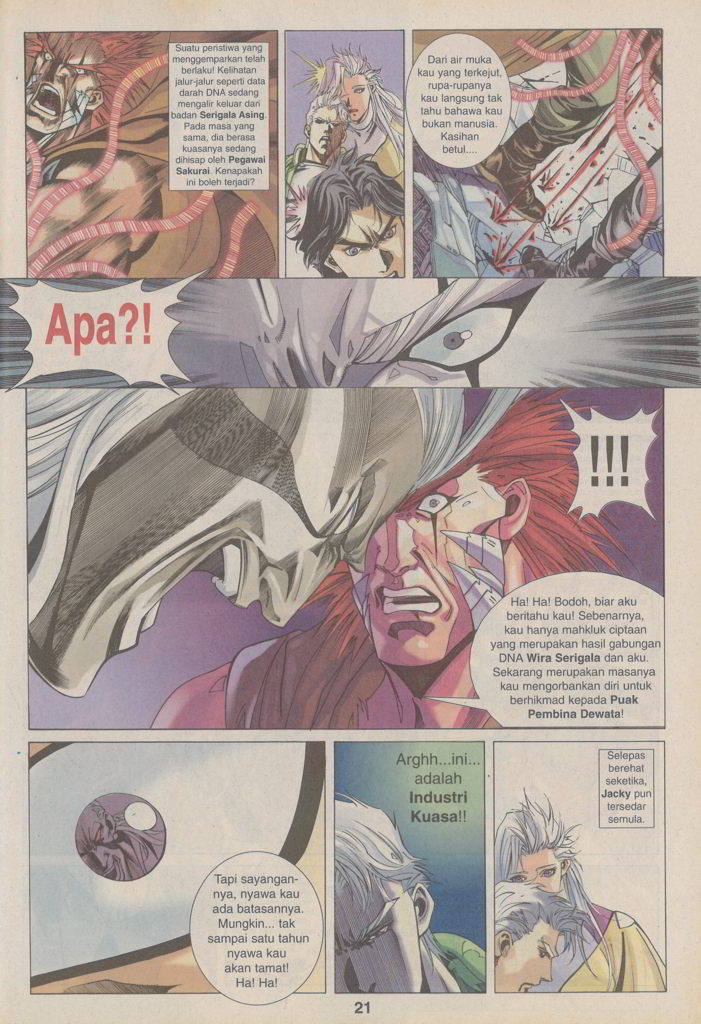 Suatu peristiwa yang
menggemparkan telah
berlaku! Kelihatan
jalur-jalur seperti data
darah DNA sedang
mengalir keluar dari
badan Serigala Asing.
Pada masa yang
sama, dia berasa
kuasanya sedang
dihisap oleh Pegawai
Sakurai. Kenapakah
ini boleh terjadi?
Dari air muka
kau yang terkejut,
rupa-rupanya
kau langsung tak
tahu bahawa kau
bukan manusia.
Kasihan
betul....
Apa?!
!!!
Ha! Ha! Bodoh, biar aku
beritahu kau! Sebenarnya,
kau hanya mahkluk ciptaan
yang merupakan hasil gabungan
DNA Wira Serigala dan aku.
Sekarang merupakan masanya
kau mengorbankan diri untuk
berhikmad kepada Puak
Pembina Dewata!
Tapi sayangan-
nya, nyawa kau
ada batasannya.
Mungkin... tak
sampai satu tahun
nyawa kau
akan tamat!
Ha! Ha!
Arghh...ini...
adalah
Industri
Kuasa!!
Selepas
berehat
seketika,
Jacky pun
tersedar
semula.
21